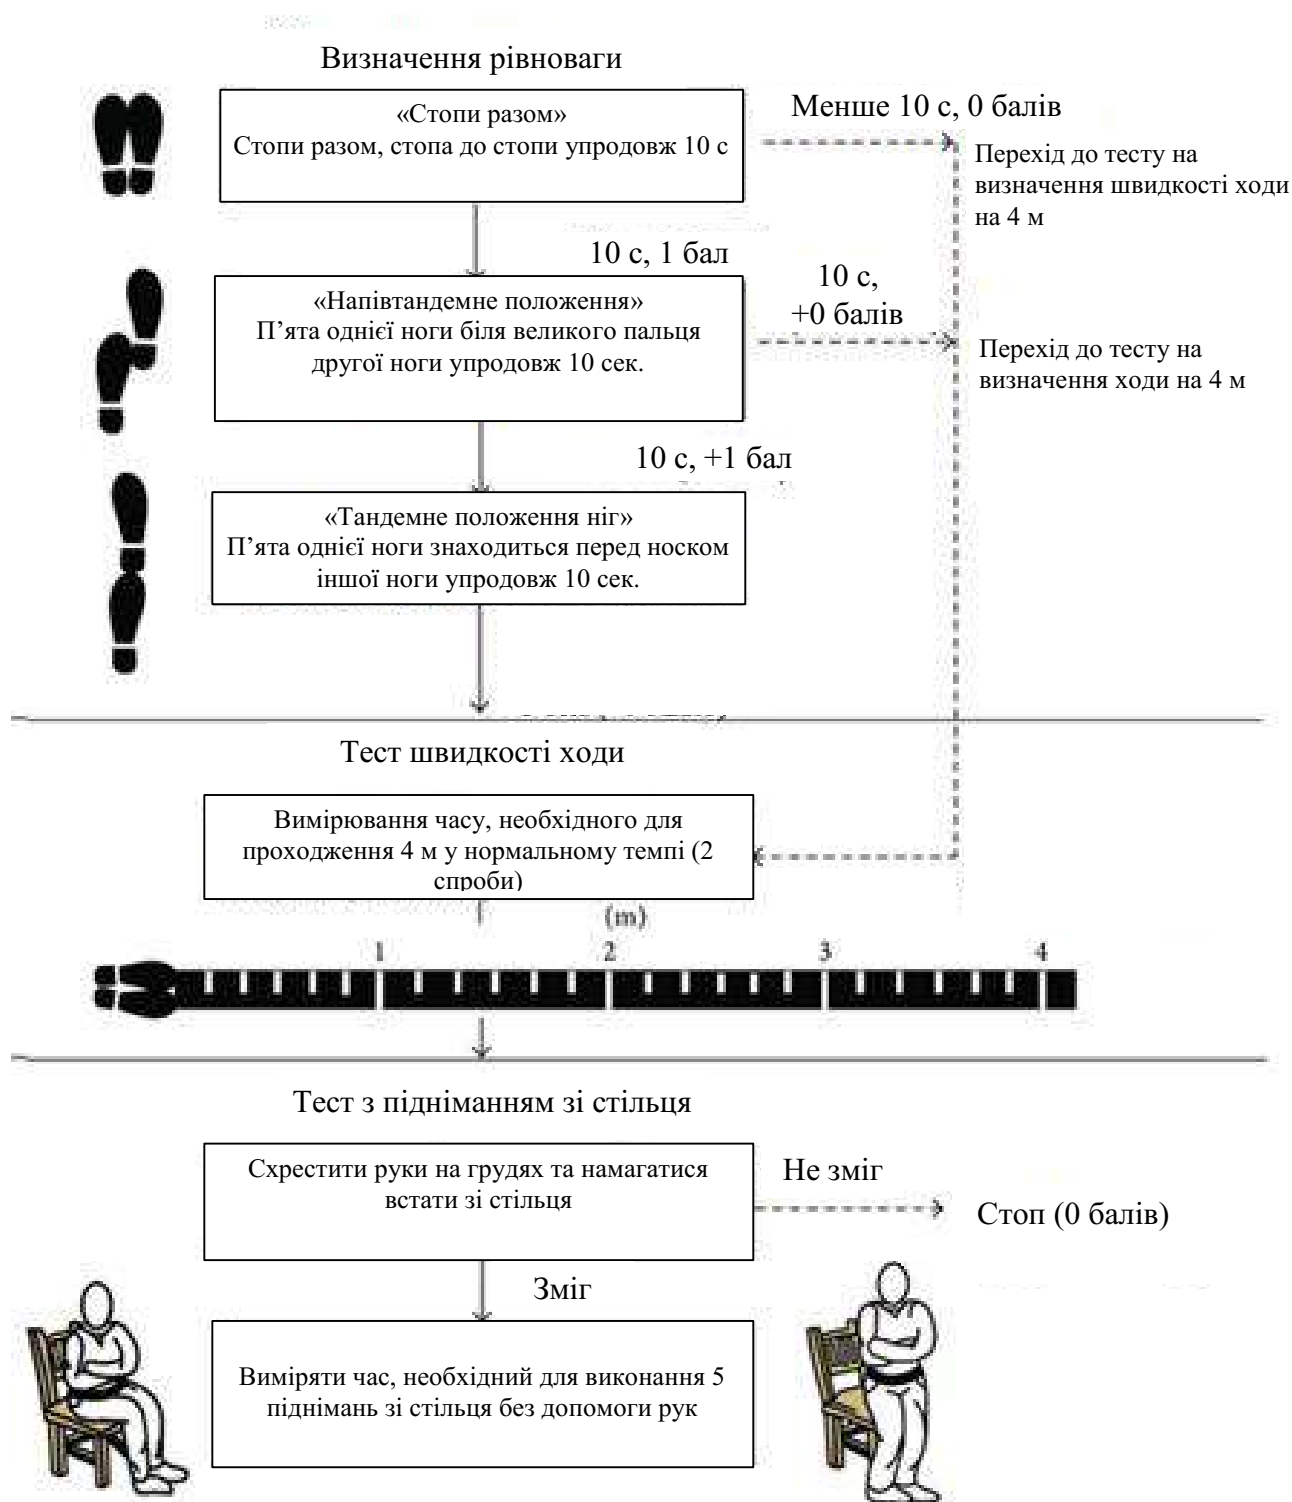 Визначення рівноваги
«Стопи разом»
Стопи разом, стопа до стопи упродовж 10 с
Менше 10 с, 0 балів
Перехід до тесту на
визначення швидкості ходи
на 4 м
10 с, 1 бал
«Напівтандемне положення»
П’ята однієї ноги біля великого пальця
другої ноги упродовж 10 сек.
10 с,
+0 балів
Перехід до тесту на
визначення ходи на 4 м
10 с, +1 бал
«Тандемне положення ніг»
П’ята однієї ноги знаходиться перед носком
іншої ноги упродовж 10 сек.
Тест швидкості ходи
Вимірювання часу, необхідного для
проходження 4 м у нормальному темпі (2
спроби)
(m)
1 2 3 4
Тест з підніманням зі стільця
Схрестити руки на грудях та намагатися
встати зі стільця
Не зміг
Стоп (0 балів)
Зміг
Виміряти час, необхідний для виконання 5
піднімань зі стільця без допомоги рук